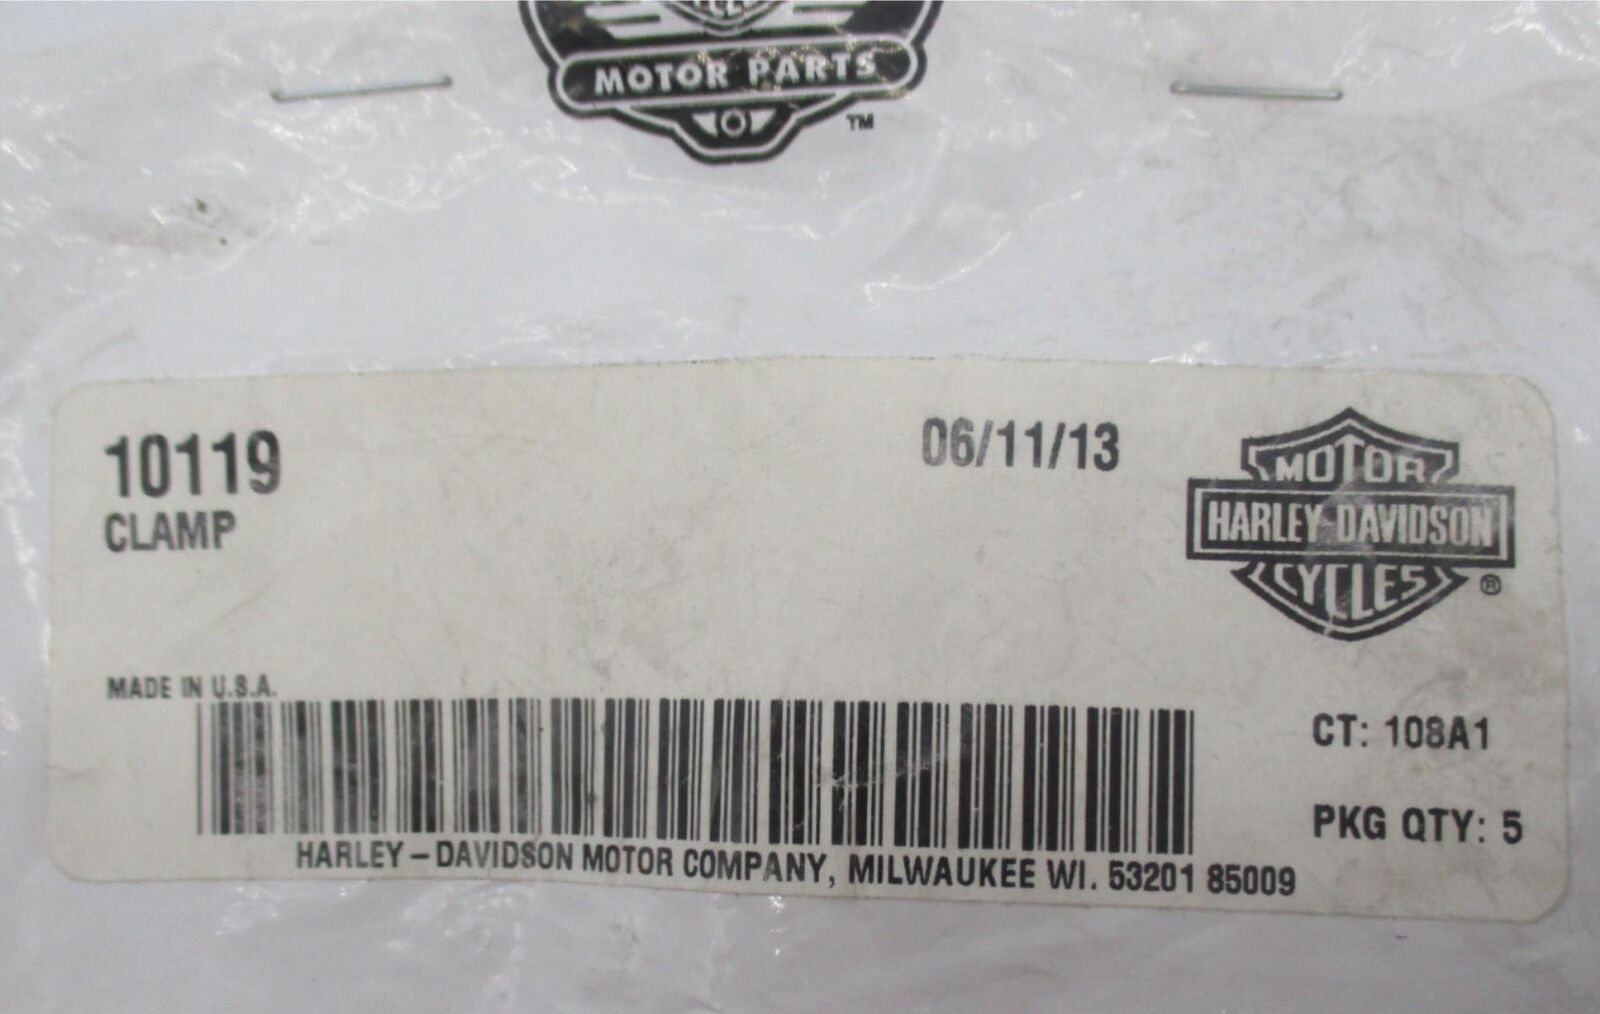 MOTOR PARTS
TM
10119
06/11/13
CLAMP
MOTOR
HARLEY-DAVIDSON
CYCLES
®
MADE IN U.S.A.
CT: 108A1
PKG QTY: 5
HARLEY-DAVIDSON MOTOR COMPANY, MILWAUKEE WI. 53201 85009